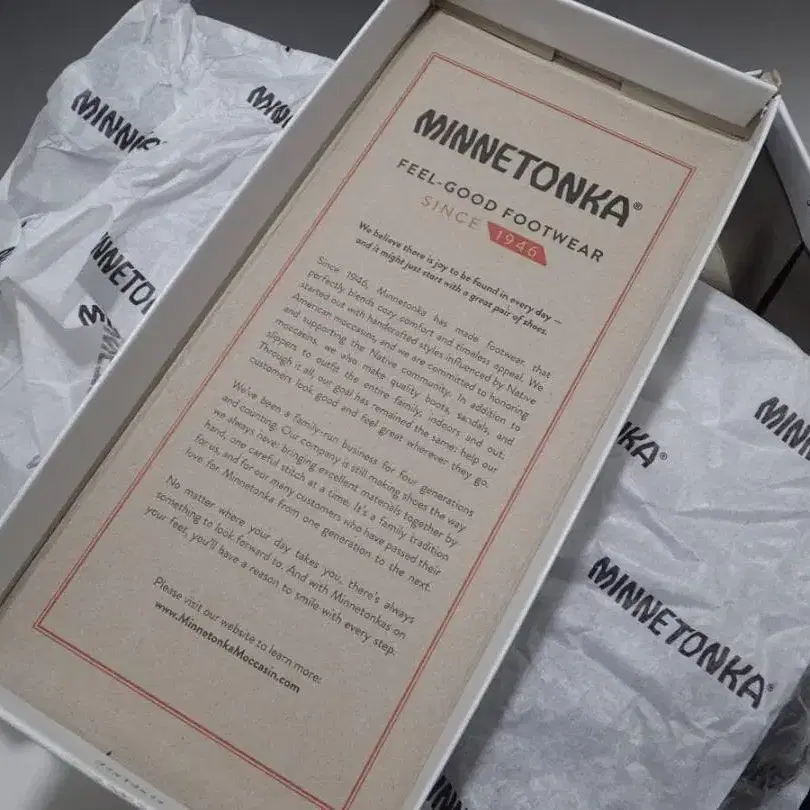 MINNETONKA®
FEEL-GOOD FOOTWEAR
SINCE 1946
We believe there is joy to be found in every day —
and it might just start with a great pair of shoes.
Since 1946, Minnetonka has made footwear that
perfectly blends cozy comfort and timeless appeal. We
started out with handcrafted styles influenced by Native
American moccasins, and we are committed to honoring
and supporting the Native community. In addition to
moccasins, we also make quality boots, sandals, and
slippers to outfit the entire family, indoors and out.
Through it all, our goal has remained the same: help our
customers look good and feel great wherever they go.
We've been a family-run business for four generations
and counting. Our company is still making shoes the way
we always have: bringing excellent materials together by
hand, one careful stitch at a time. It's a family tradition
for us, and for our many customers who have passed their
love for Minnetonka from one generation to the next.
No matter where your day takes you, there's always
something to look forward to. And with Minnetonkas on
your feet, you'll have a reason to smile with every step.
Please visit our website to learn more:
www.MinnetonkaMoccasin.com
MINNE
MINN
INNETO
KA®
MINN
MINNETONKA®